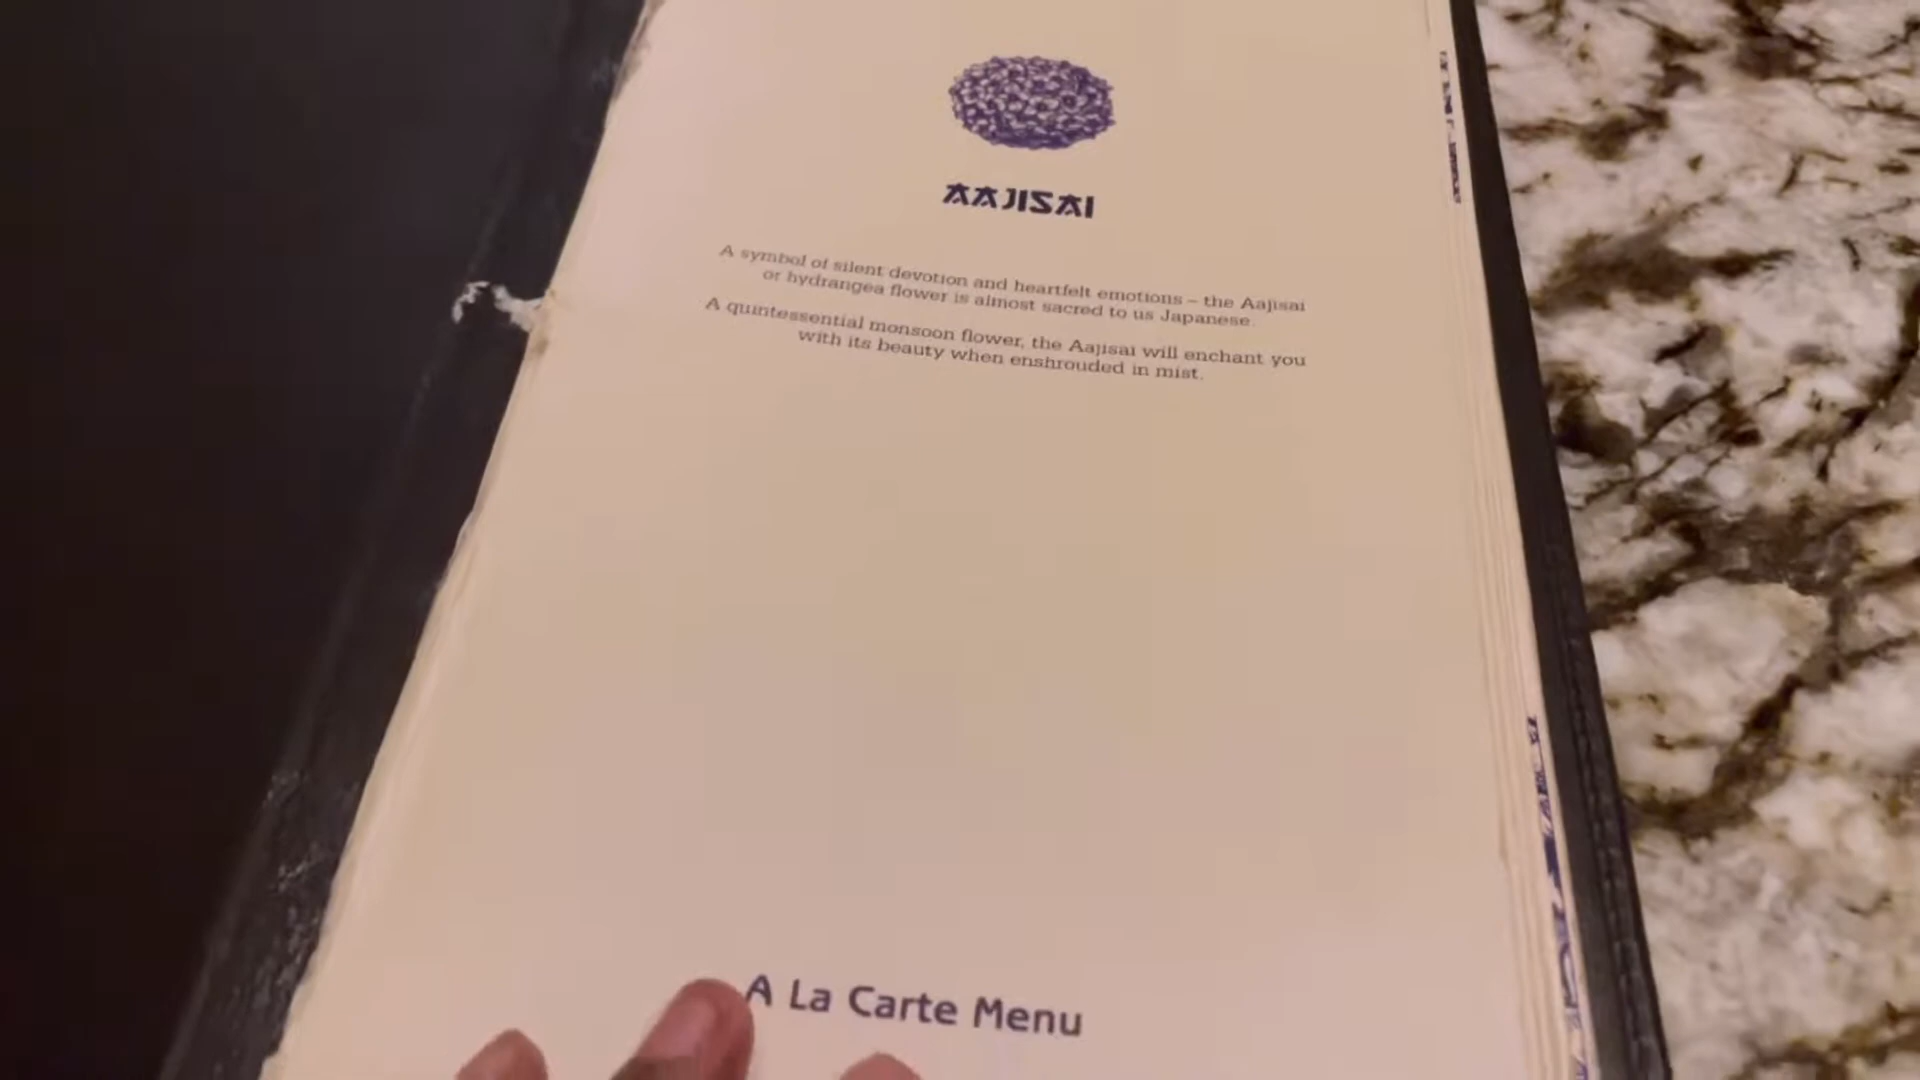 AAJISAI
A symbol of silent devotion and heartfelt emotions – the Aajisai
or hydrangea flower is almost sacred to us Japanese.
A quintessential monsoon flower, the Aajisai will enchant you
with its beauty when enshrouded in mist.
A La Carte Menu